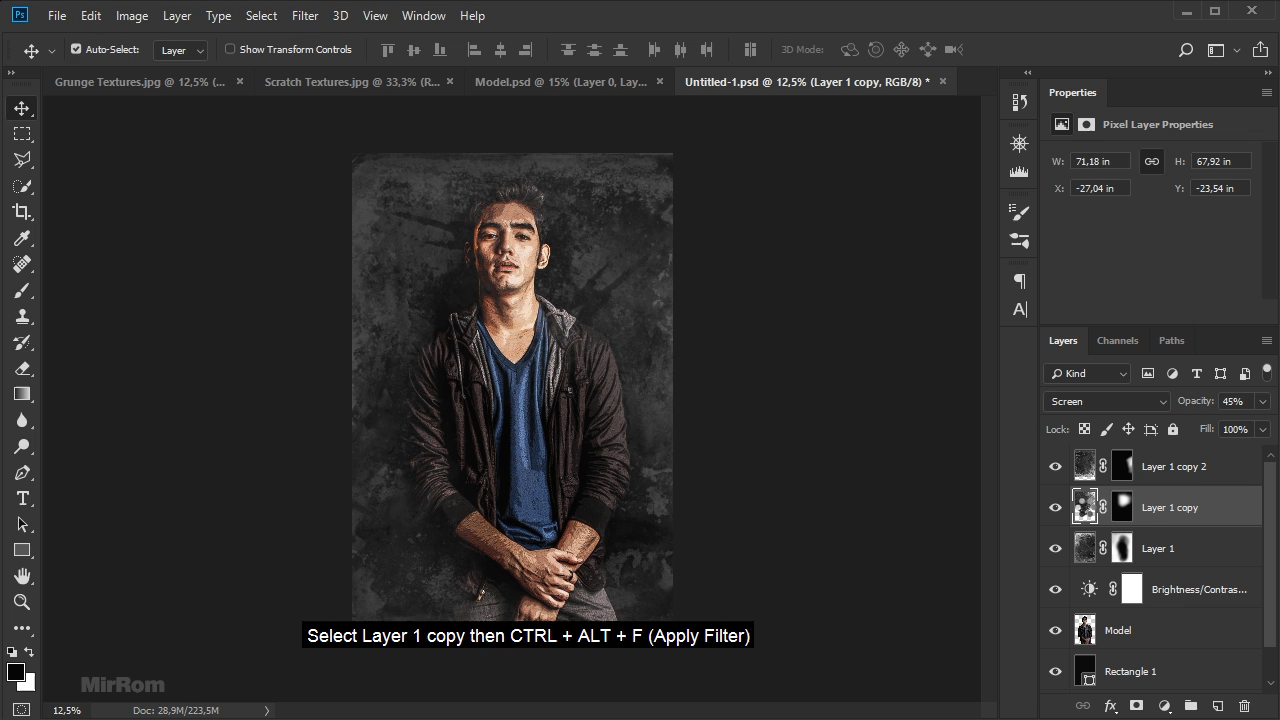 Ps File Edit Image Layer Type Select Filter 3D View Window Help
Auto-Select: Layer Show Transform Controls 3D Mode:
Grunge Textures.jpg @ 12,5% (... Scratch Textures.jpg @ 33,3% (R... Model.psd @ 15% (Layer 0, Lay... Untitled-1.psd @ 12,5% (Layer 1 copy, RGB/8) *
Properties
Pixel Layer Properties
W: 71,18 in H: 67,92 in
X: -27,04 in Y: -23,54 in
Layers Channels Paths
Kind
Screen Opacity: 45%
Lock: Fill: 100%
Layer 1 copy 2
Layer 1 copy
Layer 1
Brightness/Contras...
Model
Rectangle 1
Select Layer 1 copy then CTRL + ALT + F (Apply Filter)
MirRom
12,5% Doc: 28,9M/223,5M